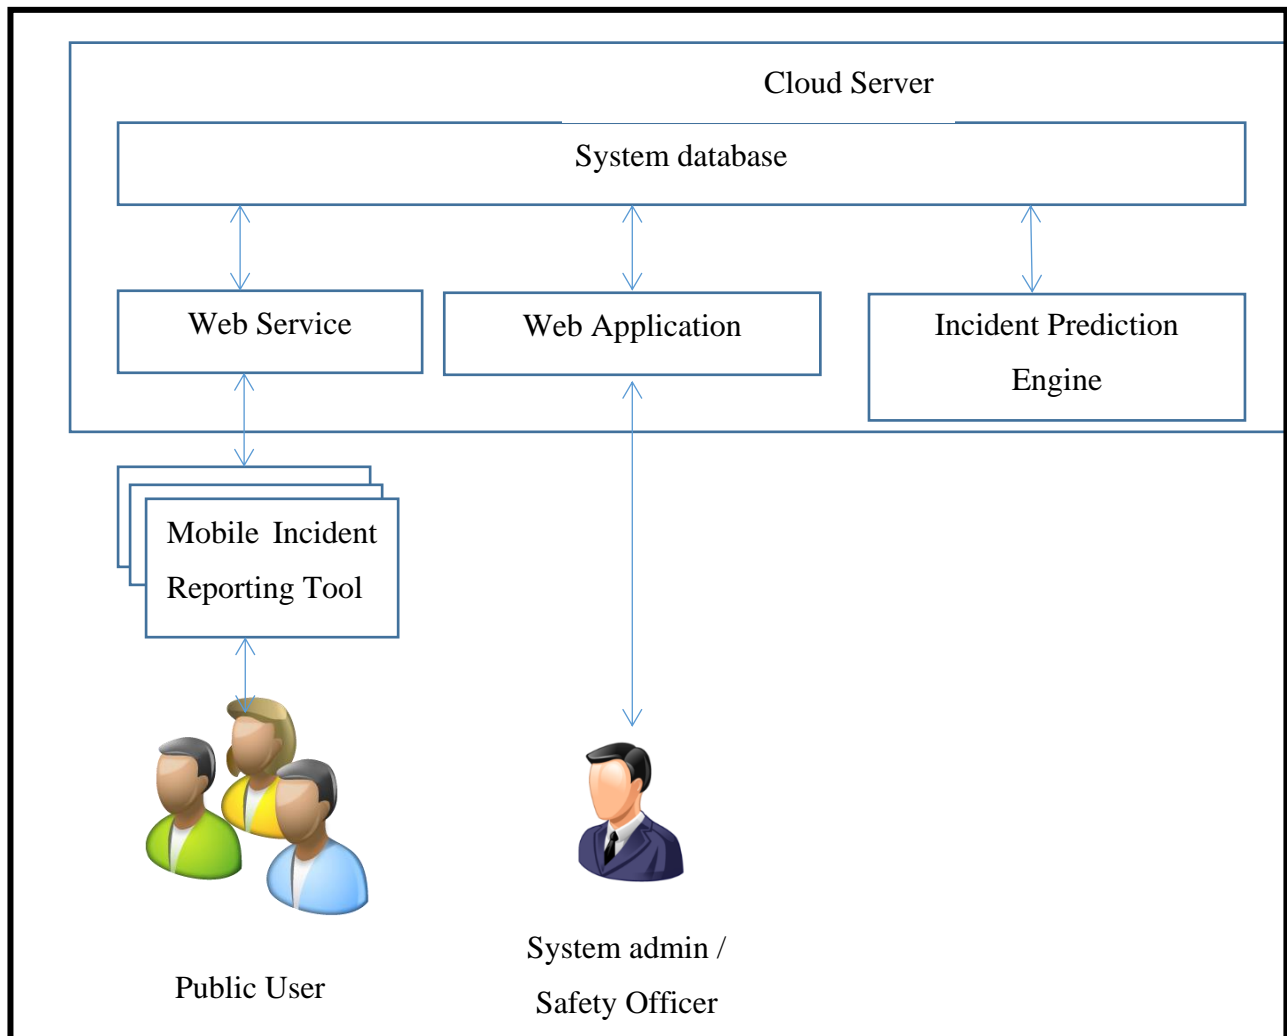 Cloud Server
System database
Web Service
Web Application
Incident Prediction
Engine
Mobile Incident
Reporting Tool
Public User
System admin /
Safety Officer